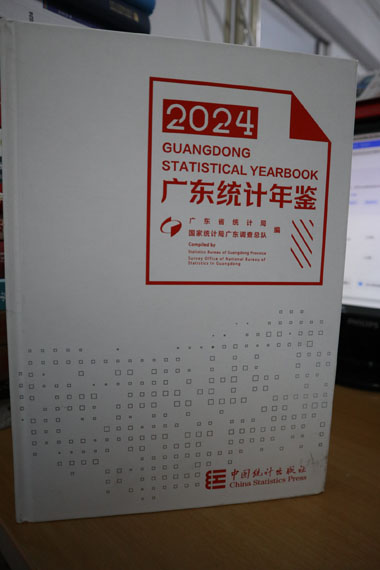 2024
GUANGDONG
STATISTICAL YEARBOOK
广东统计年鉴
广东省统计局
国家统计局广东调查总队
编
Compiled by
Statistics Bureau of Guangdong Province
Survey Office of National Bureau of
Statistics in Guangdong
中国统计出版社
China Statistics Press
PHILIPS